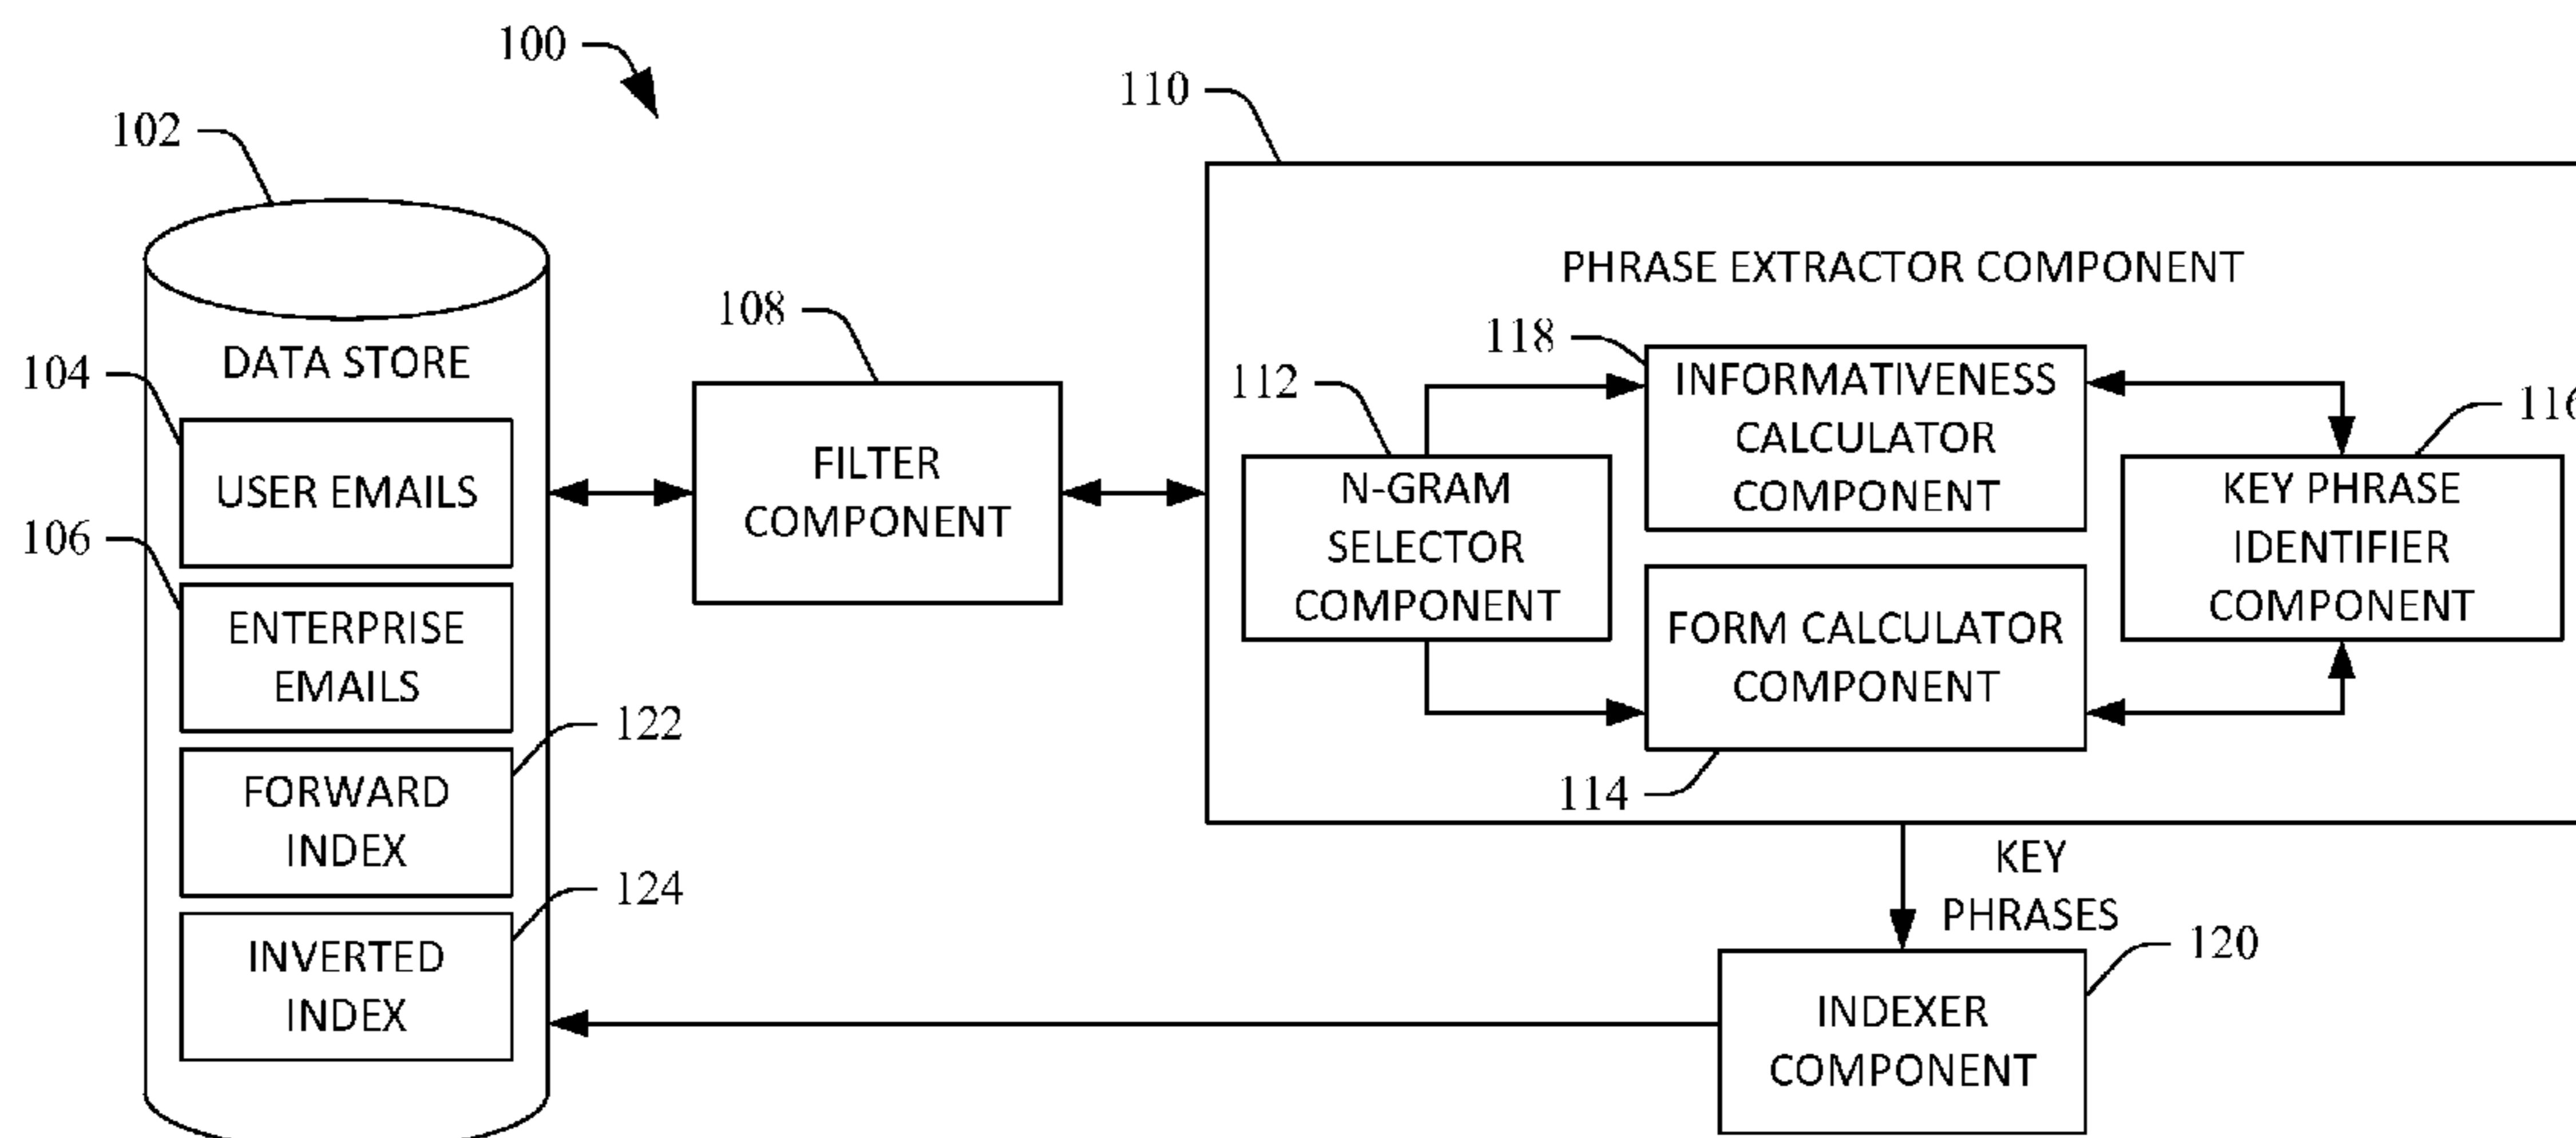 100
110
102
PHRASE EXTRACTOR COMPONENT
108
118
DATA STORE
104
112
INFORMATIVENESS
CALCULATOR
COMPONENT
116
USER EMAILS
FILTER
COMPONENT
N-GRAM
SELECTOR
COMPONENT
KEY PHRASE
IDENTIFIER
COMPONENT
106
ENTERPRISE
EMAILS
FORM CALCULATOR
COMPONENT
122
114
FORWARD
INDEX
KEY
PHRASES
124
120
INVERTED
INDEX
INDEXER
COMPONENT